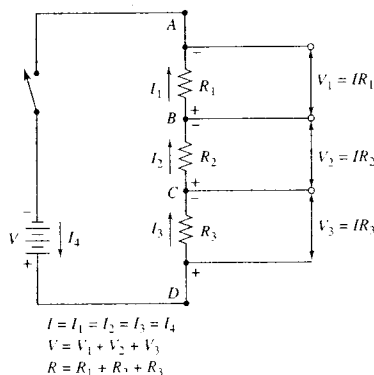 A
−
I₁ R₁ V₁ = IR₁
+
B
−
I₂ R₂ V₂ = IR₂
+
C
−
− I₃ R₃ V₃ = IR₃
V I₄
+ +
D
I = I₁ = I₂ = I₃ = I₄
V = V₁ + V₂ + V₃
R = R₁ + R₂ + R₃